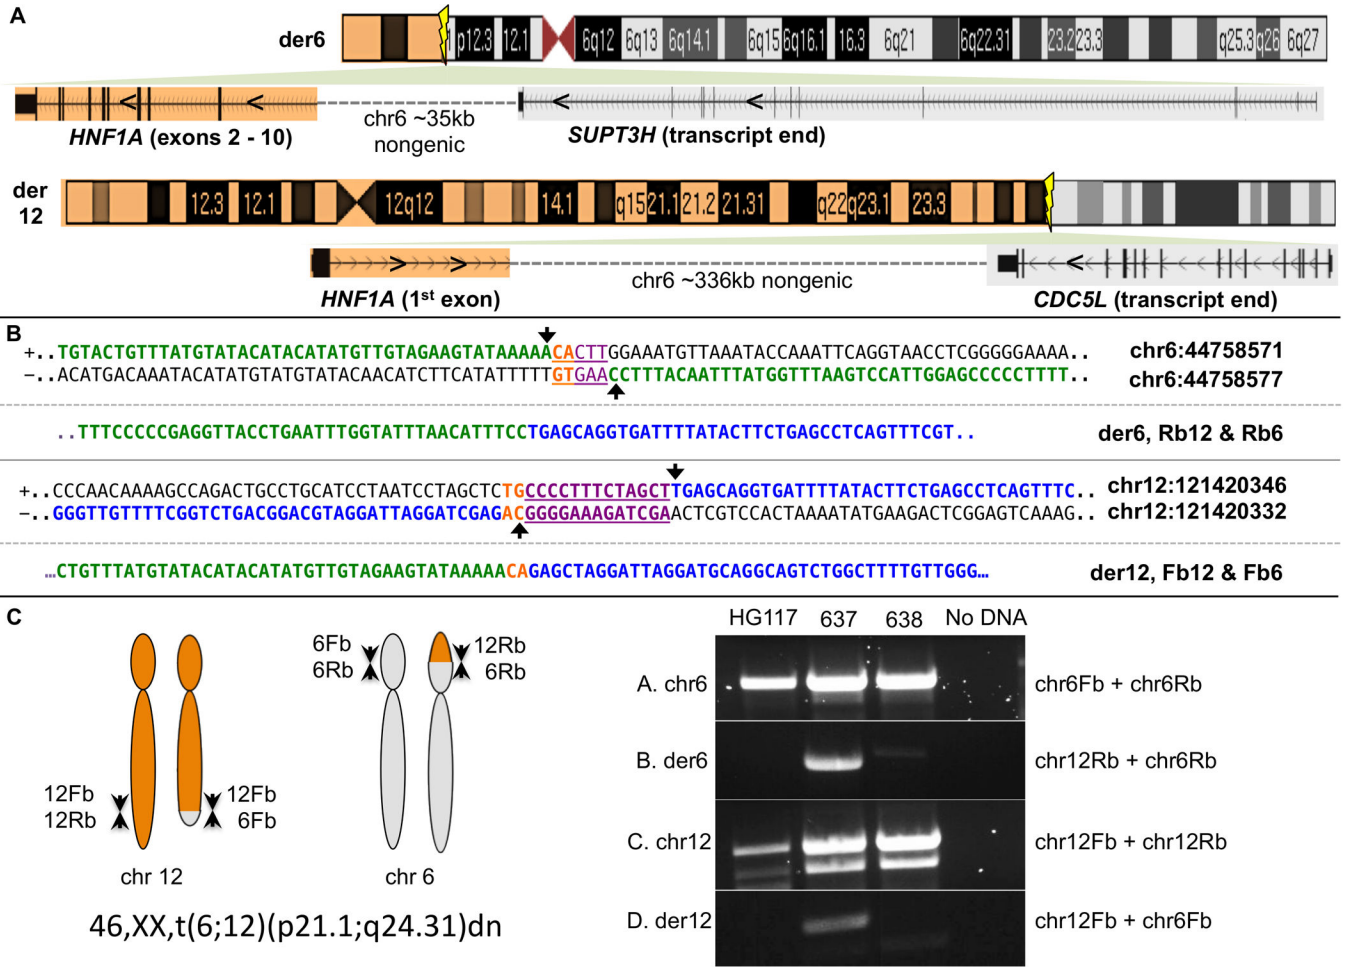 A
der6
p12.3 12.1 6q12 6q13 6q14.1 6q15 6q16.1 16.3 6q21 6q22.31 23.2 23.3 q25.3 q26 6q27
< < < <
HNF1A (exons 2 - 10)
chr6 ~35kb
nongenic
SUPT3H (transcript end)
der
12
12.3 12.1 12q12 14.1 q15 21.1 21.2 21.31 q22 q23.1 23.3
> > <
HNF1A (1st exon)
chr6 ~336kb nongenic
CDC5L (transcript end)
B
+..TGTACTGTTTATGTATACATACATATGTTGTAGAAGTATAAAAACACTTGGAAATGTTAAATACCAAATTCAGGTAACCTCGGGGGAAAA.. chr6:44758571
–..ACATGACAAATACATATGTATGTATACAACATCTTCATATTTTTGTGAACCTTTACAATTTATGGTTTAAGTCCATTGGAGCCCCCTTTT.. chr6:44758577
..TTTCCCCCGAGGTTACCTGAATTTGGTATTTAACATTTCCTGAGCAGGTGATTTTATACTTCTGAGCCTCAGTTTCGT.. der6, Rb12 & Rb6
+..CCCAACAAAAGCCAGACTGCCTGCATCCTAATCCTAGCTCTGCCCCTTTCTAGCTTGAGCAGGTGATTTTATACTTCTGAGCCTCAGTTTC.. chr12:121420346
–..GGGTTGTTTTCGGTCTGACGGACGTAGGATTAGGATCGAGACGGGGAAAGATCGAACTCGTCCACTAAAATATGAAGACTCGGAGTCAAAG.. chr12:121420332
…CTGTTTATGTATACATACATATGTTGTAGAAGTATAAAAACAGAGCTAGGATTAGGATGCAGGCAGTCTGGCTTTTGTTGGG… der12, Fb12 & Fb6
C
HG117 637 638 No DNA
6Fb 12Rb
6Rb 6Rb
A. chr6 chr6Fb + chr6Rb
B. der6 chr12Rb + chr6Rb
12Fb 12Fb
12Rb 6Fb
C. chr12 chr12Fb + chr12Rb
chr 12 chr 6
D. der12 chr12Fb + chr6Fb
46,XX,t(6;12)(p21.1;q24.31)dn